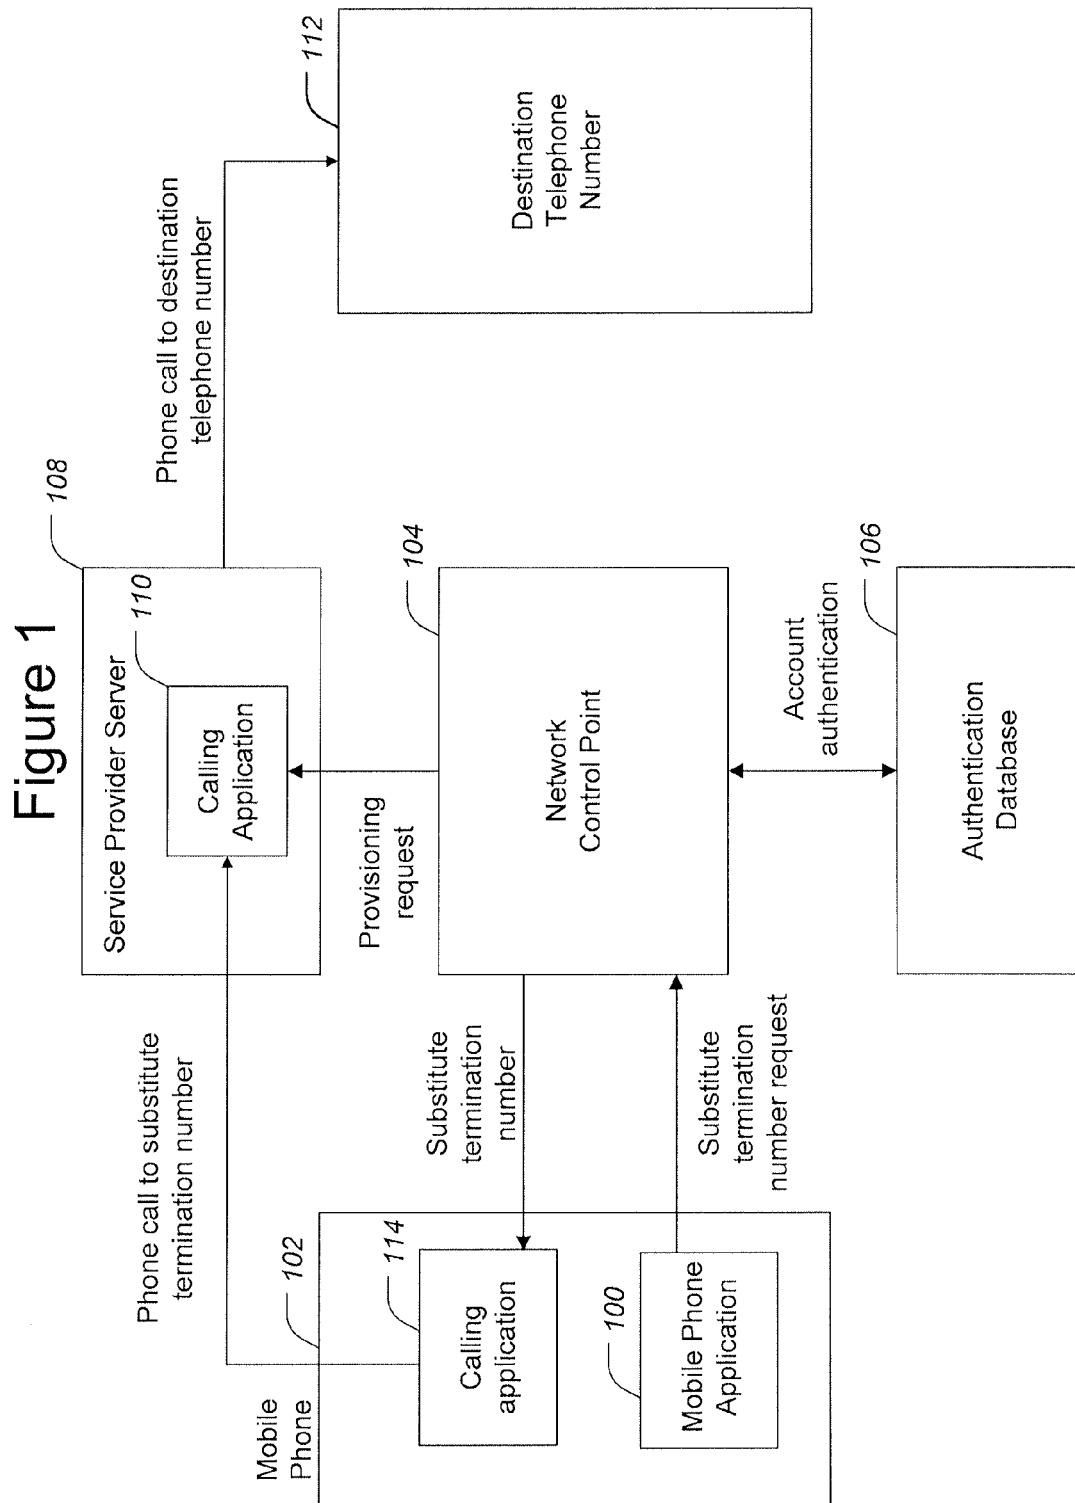 Figure 1
Mobile
Phone
102
Calling
application
114
Mobile Phone
Application
100
Phone call to substitute
termination number
Substitute
termination
number
Substitute
termination
number request
Service Provider Server
108
Calling
Application
110
Provisioning
request
Network
Control Point
104
Account
authentication
Authentication
Database
106
Phone call to destination
telephone number
Destination
Telephone
Number
112